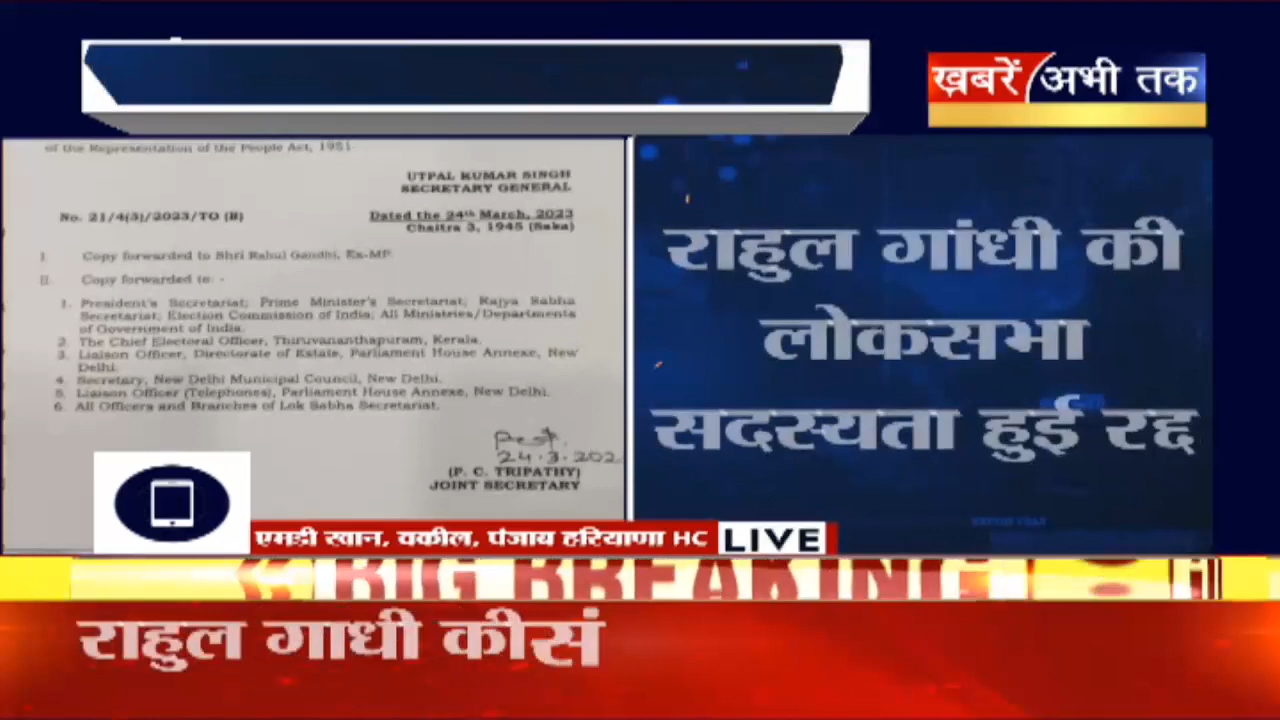 ख़बरें अभी तक
of the Representation of the People Act, 1951
UTPAL KUMAR SINGH
SECRETARY GENERAL
No. 21/4(3)/2023/TO (B)
Dated the 24th March, 2023
Chaitra 3, 1945 (Saka)
I. Copy forwarded to Shri Rahul Gandhi, Ex-MP
II. Copy forwarded to: -
1. President's Secretariat; Prime Minister's Secretariat; Rajya Sabha
Secretariat; Election Commission of India; All Ministries/Departments
of Government of India.
2. The Chief Electoral Officer, Thiruvananthapuram, Kerala.
3. Liaison Officer, Directorate of Estate, Parliament House Annexe, New
Delhi.
4. Secretary, New Delhi Municipal Council, New Delhi.
5. Liaison Officer (Telephones), Parliament House Annexe, New Delhi.
6. All Officers and Branches of Lok Sabha Secretariat.
24.3.202
(P. C. TRIPATHY)
JOINT SECRETARY
राहुल गांधी की
लोकसभा
सदस्यता हुई रद्द
एमडी खान, वकील, पंजाब हरियाणा HC LIVE
BIG BREAKING
राहुल गाधी कीसं